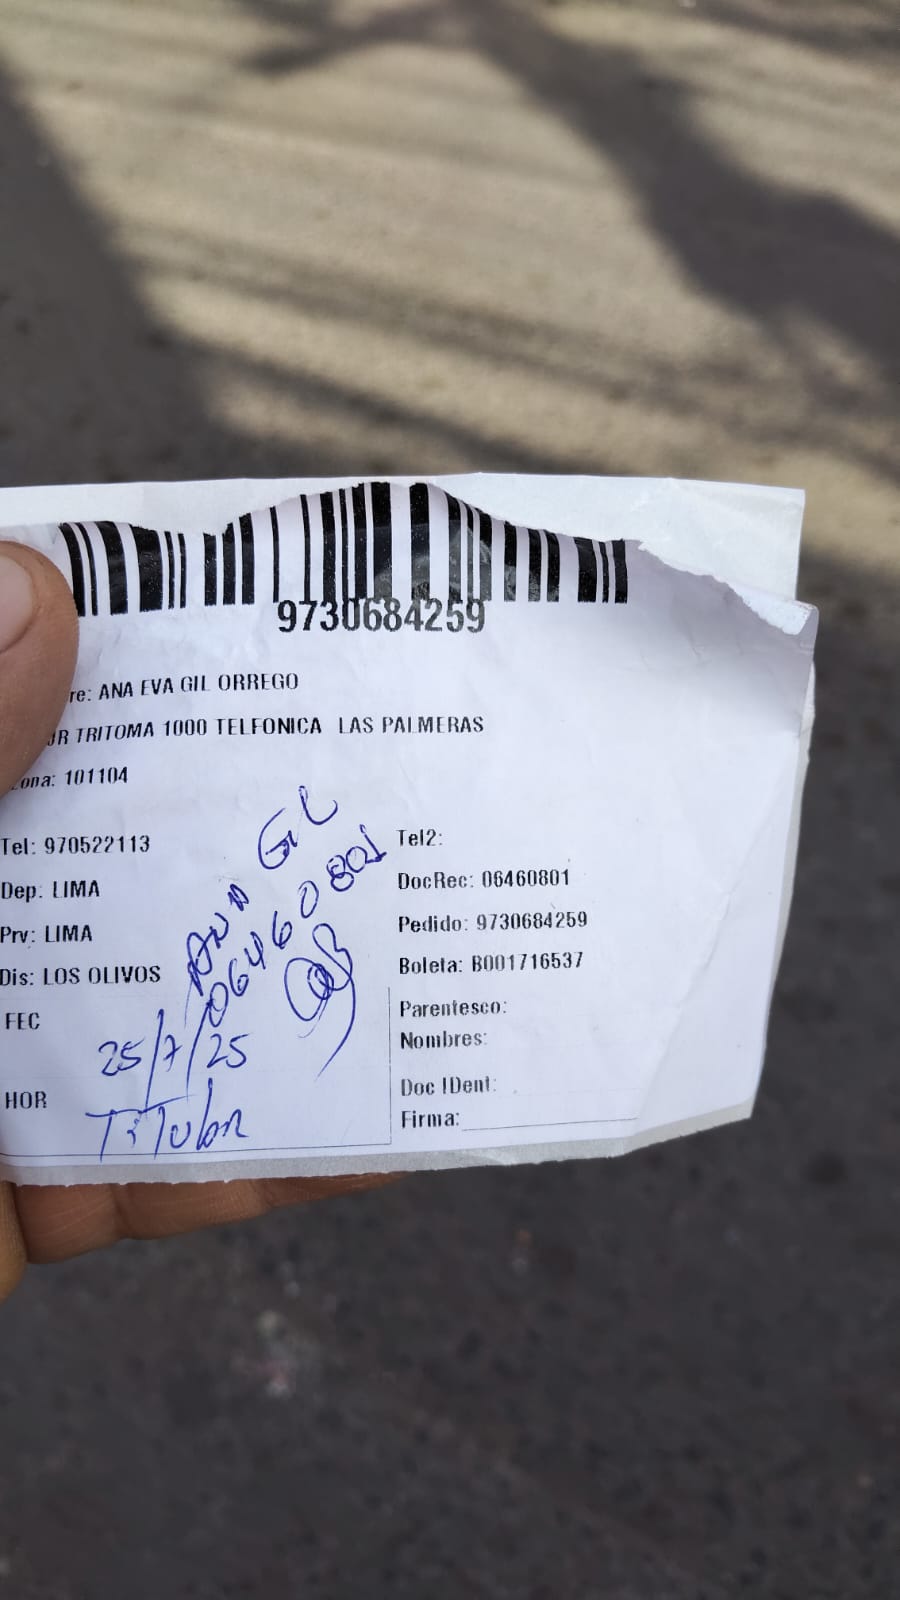 9730684259
re: ANA EVA GIL ORREGO
JR TRITOMA 1000 TELFONICA LAS PALMERAS
ona: 101104
Tel: 970522113
Tel2:
Dep: LIMA
DocRec: 06460801
Prv: LIMA
Pedido: 9730684259
Dis: LOS OLIVOS
Boleta: B001716537
FEC
Parentesco:
Nombres:
HOR
Doc IDent:
Firma:
ANA GIL
06460801
25/7/25
TiTular